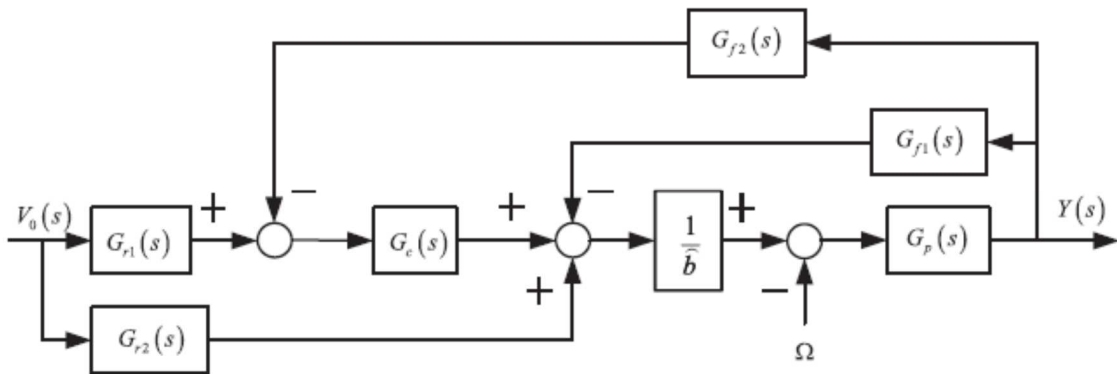 G_{f2}(s)
G_{f1}(s)
−
−
V_0(s)
+
+
+
Y(s)
G_{r1}(s)
G_c(s)
1
b̂
G_p(s)
+
−
G_{r2}(s)
Ω